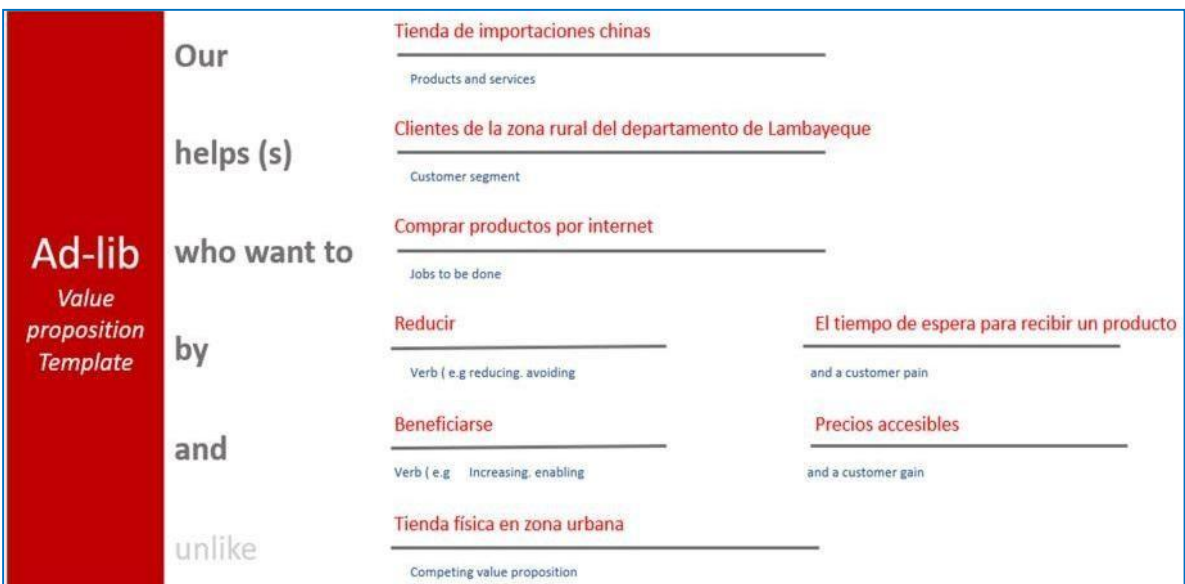 Ad-lib
Value
proposition
Template
Our
Tienda de importaciones chinas
Products and services
helps (s)
Clientes de la zona rural del departamento de Lambayeque
Customer segment
who want to
Comprar productos por internet
Jobs to be done
by
Reducir
El tiempo de espera para recibir un producto
Verb ( e.g reducing. avoiding
and a customer pain
and
Beneficiarse
Precios accesibles
Verb ( e.g Increasing. enabling
and a customer gain
unlike
Tienda física en zona urbana
Competing value proposition